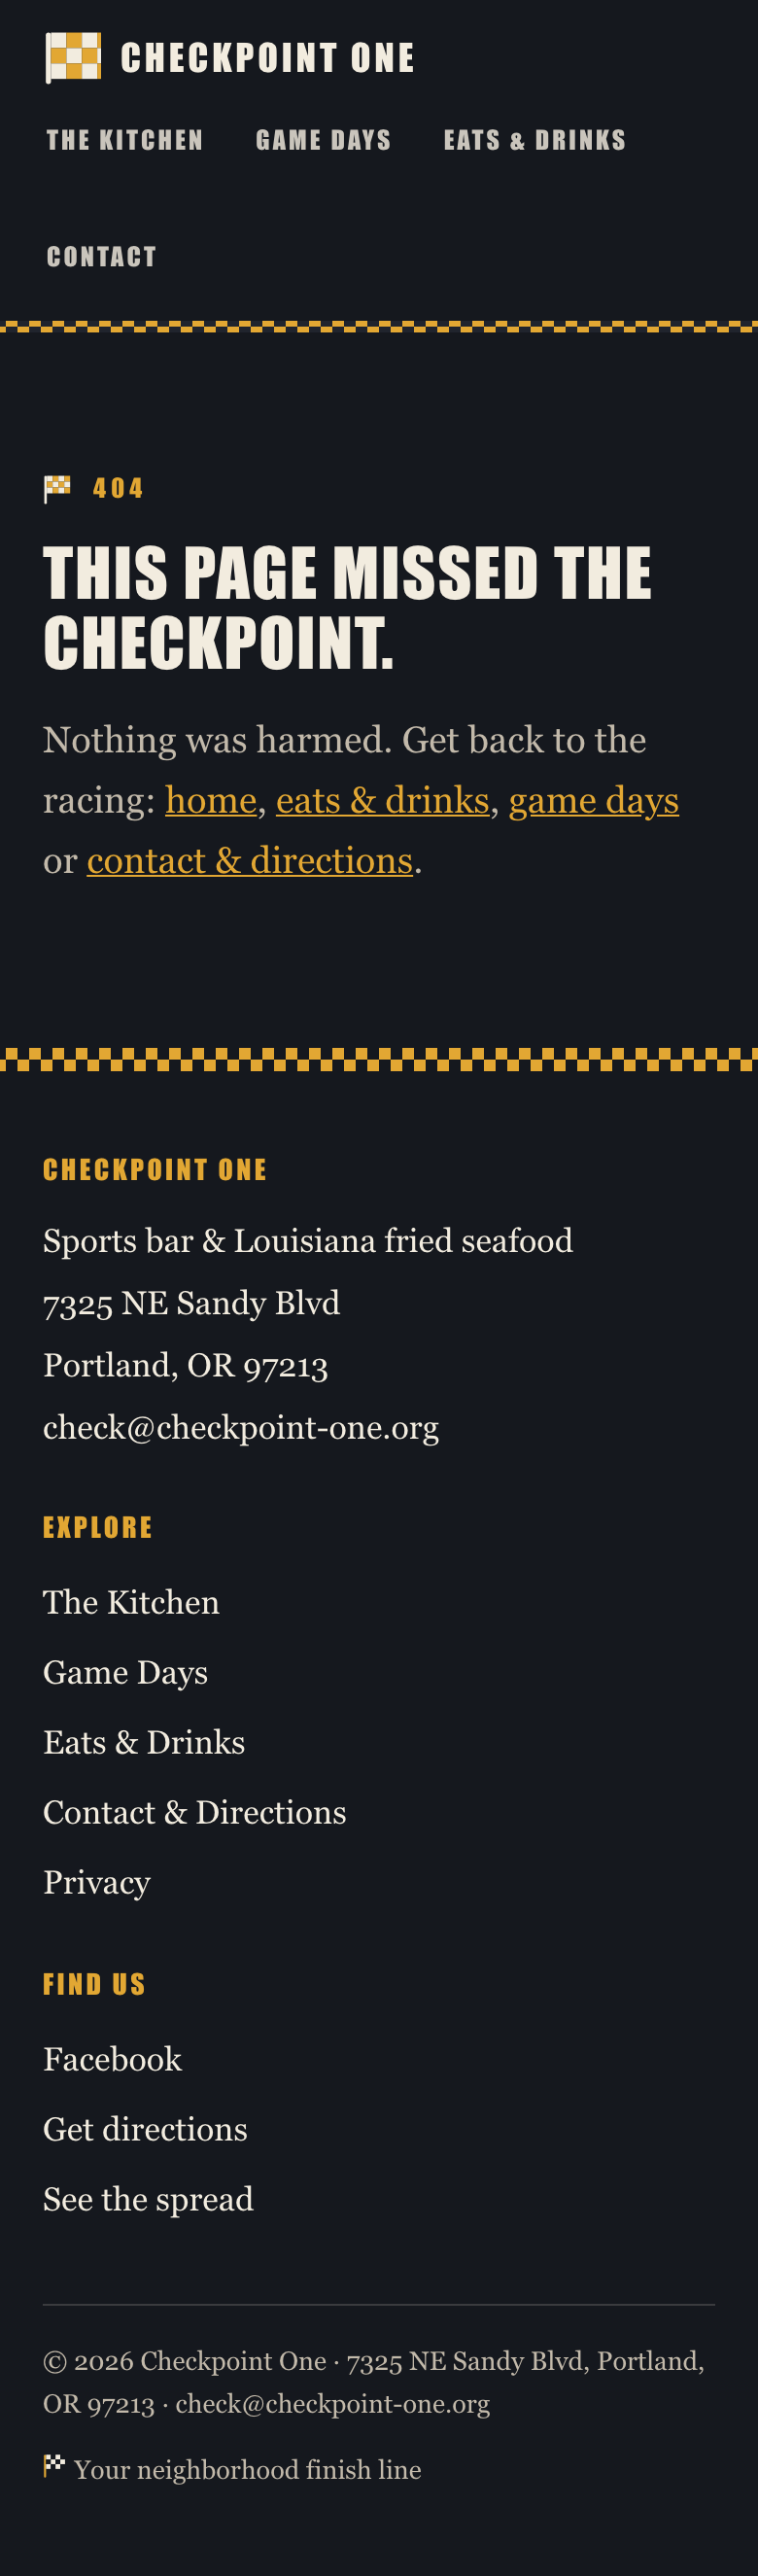 CHECKPOINT ONE
THE KITCHEN GAME DAYS EATS & DRINKS
CONTACT
404
THIS PAGE MISSED THE
CHECKPOINT.
Nothing was harmed. Get back to the
racing: home, eats & drinks, game days
or contact & directions.
CHECKPOINT ONE
Sports bar & Louisiana fried seafood
7325 NE Sandy Blvd
Portland, OR 97213
check@checkpoint-one.org
EXPLORE
The Kitchen
Game Days
Eats & Drinks
Contact & Directions
Privacy
FIND US
Facebook
Get directions
See the spread
© 2026 Checkpoint One · 7325 NE Sandy Blvd, Portland,
OR 97213 · check@checkpoint-one.org
Your neighborhood finish line